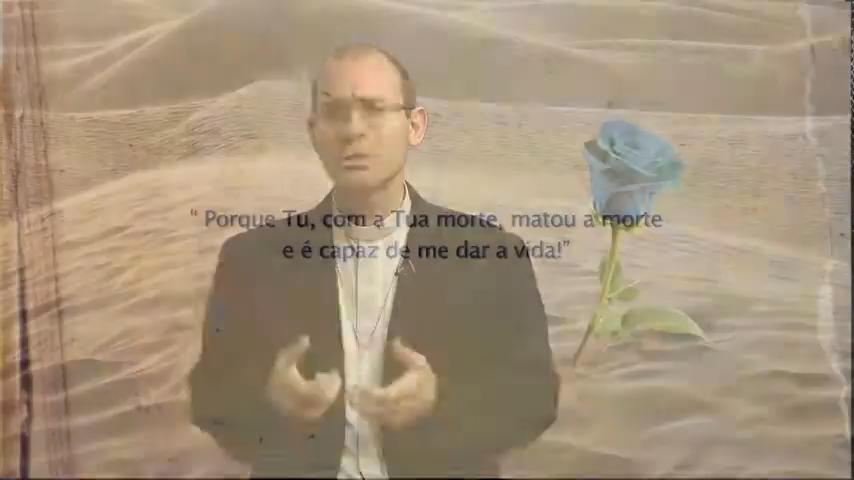 “ Porque Tu, com a Tua morte, matou a morte
e é capaz de me dar a vida!”